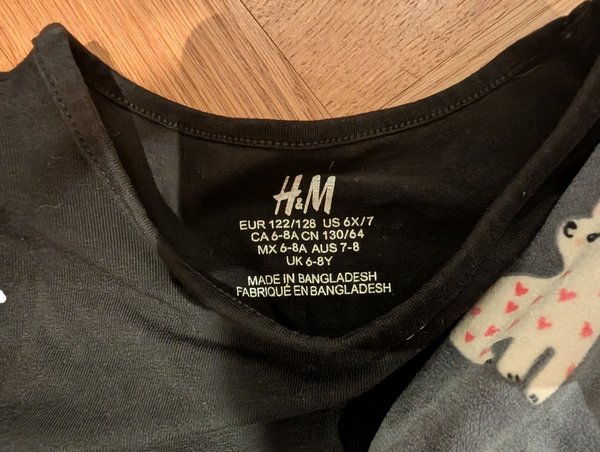 H&M
EUR 122/128 US 6X/7
CA 6-8A CN 130/64
MX 6-8A AUS 7-8
UK 6-8Y
MADE IN BANGLADESH
FABRIQUÉ EN BANGLADESH